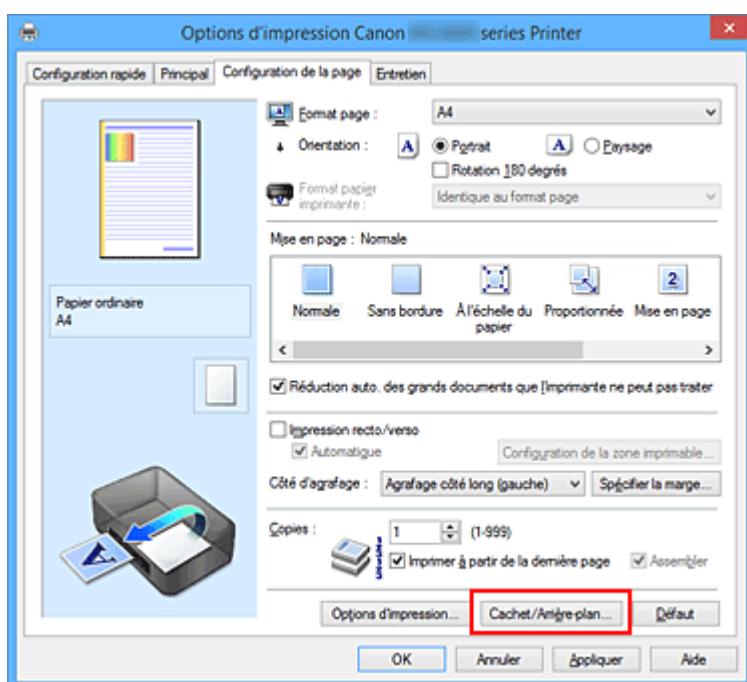 Options d'impression Canon series Printer
Configuration rapide Principal Configuration de la page Entretien
Format page : A4
Orientation : A Portrait A Paysage
Rotation 180 degrés
Format papier imprimante : Identique au format page
Mise en page : Normale
Normale Sans bordure À l'échelle du papier Proportionnée 2 Mise en page
Papier ordinaire
A4
Réduction auto. des grands documents que l'imprimante ne peut pas traiter
Impression recto/verso
Automatique Configuration de la zone imprimable...
Côté d'agrafage : Agrafage côté long (gauche) Spécifier la marge...
Copies : 1 (1-999)
Imprimer à partir de la dernière page Assembler
Options d'impression... Cachet/Arrière-plan... Défaut
OK Annuler Appliquer Aide